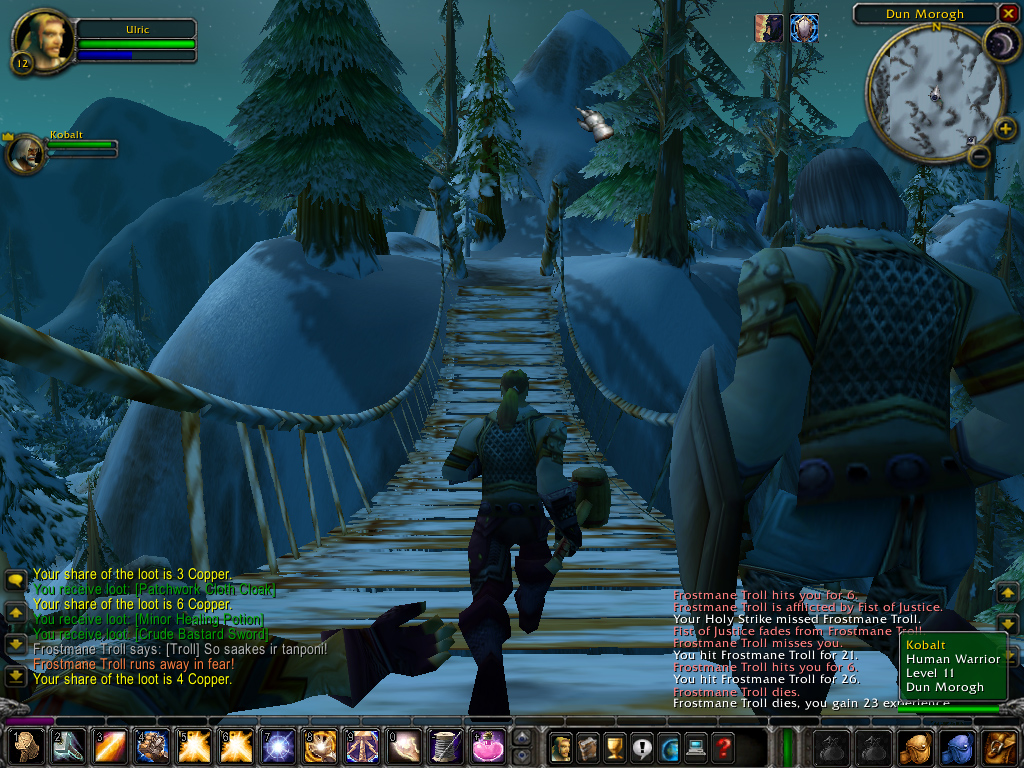 Ulric
12
Kobalt
Dun Morogh
N
Your share of the loot is 3 Copper.
You receive loot: [Patchwork Cloth Cloak]
Your share of the loot is 6 Copper.
You receive loot: [Minor Healing Potion]
You receive loot: [Crude Bastard Sword]
Frostmane Troll says: [Troll] So saakes ir tanponi!
Frostmane Troll runs away in fear!
Your share of the loot is 4 Copper.
Frostmane Troll hits you for 6.
Frostmane Troll is afflicted by Fist of Justice.
Your Holy Strike missed Frostmane Troll.
Fist of Justice fades from Frostmane Troll.
Frostmane Troll misses you.
You hit Frostmane Troll for 21.
Frostmane Troll hits you for 6.
You hit Frostmane Troll for 26.
Frostmane Troll dies.
Frostmane Troll dies, you gain 23 experience.
Kobalt
Human Warrior
Level 11
Dun Morogh
2 3 4 5 6 7 8 9 0